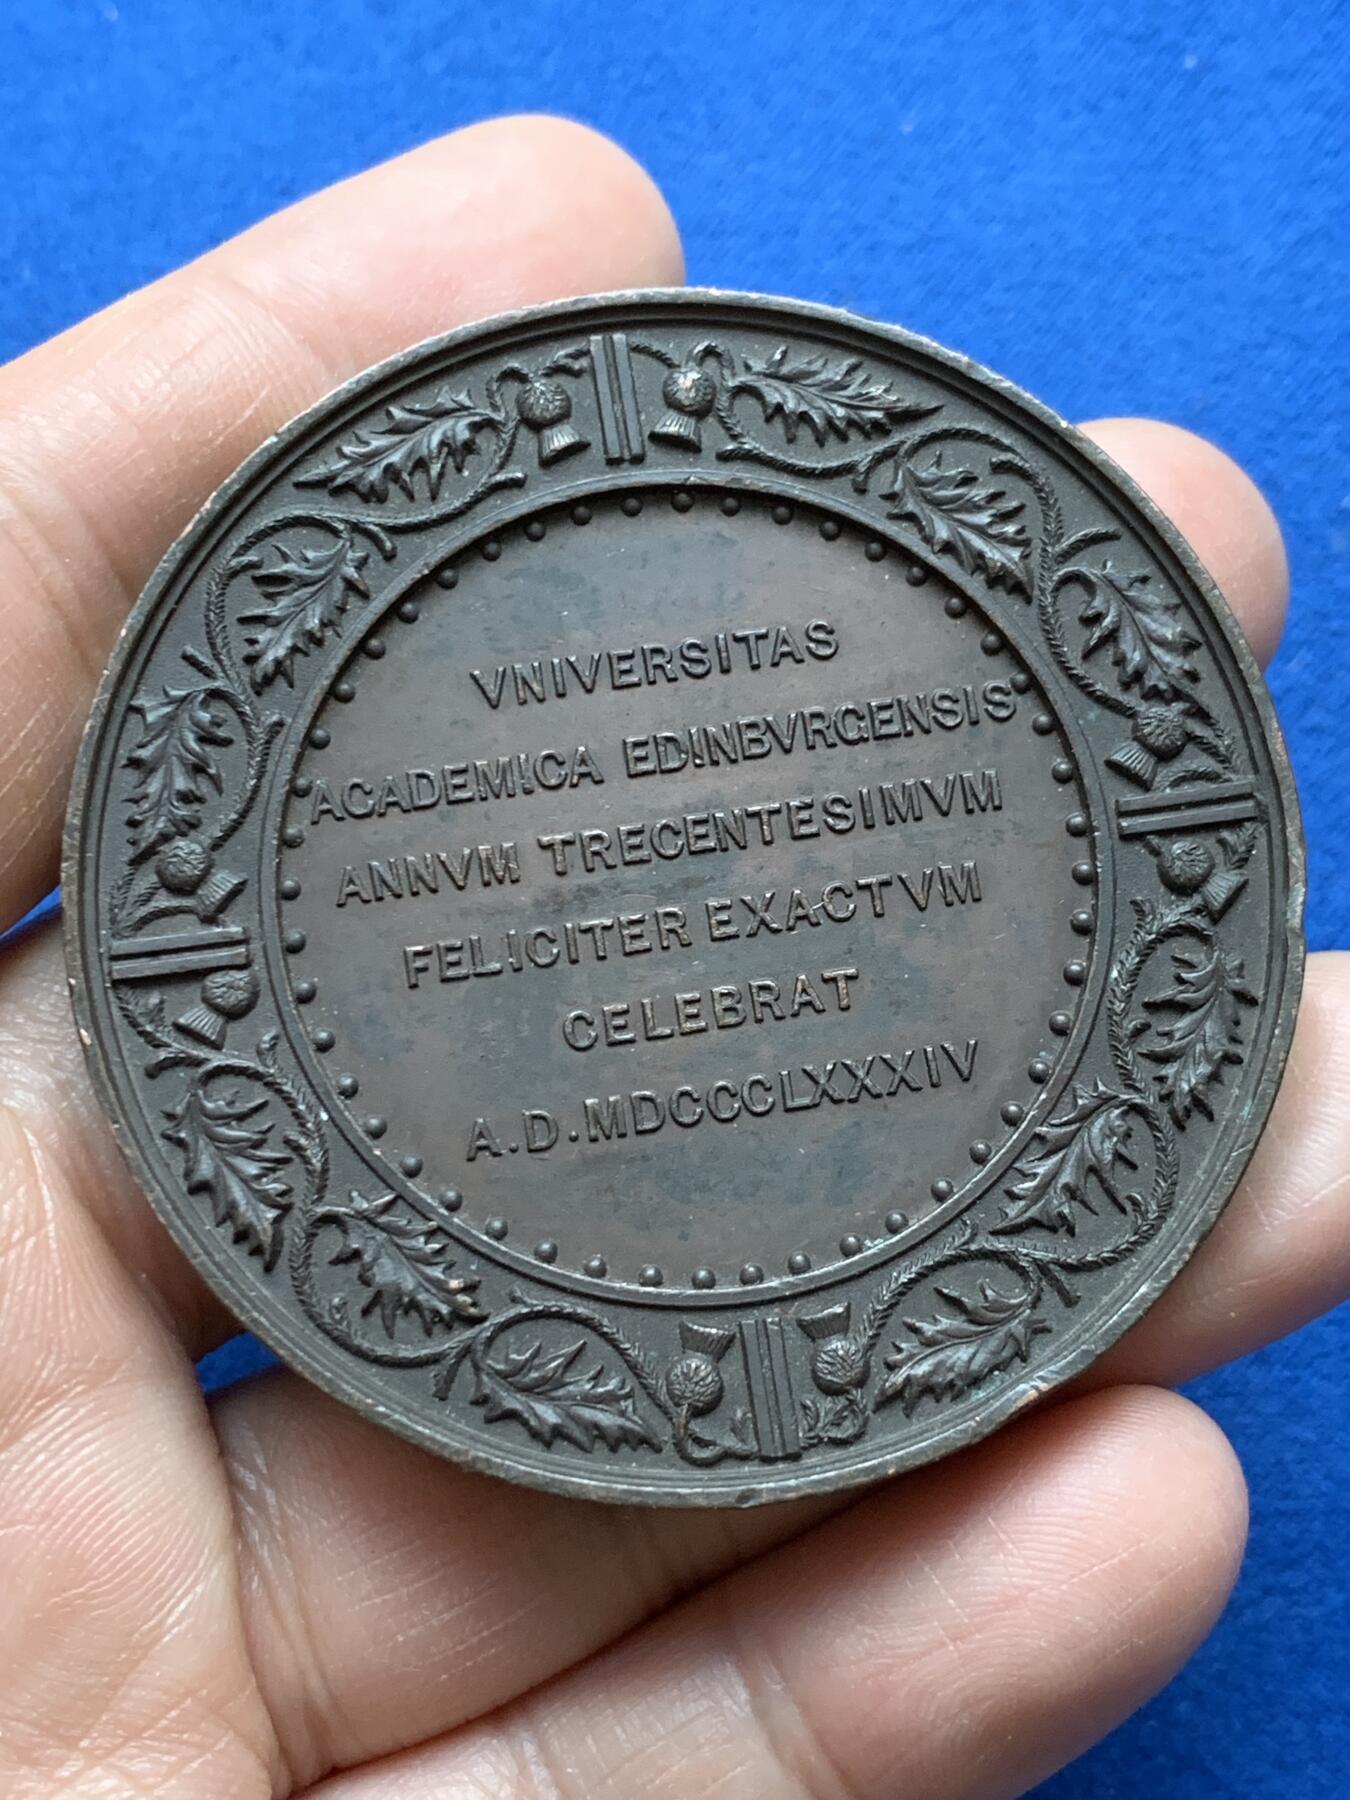 VNIVERSITAS
ACADEMICA EDINBVRGENSIS
ANNVM TRECENTESIMVM
FELICITER EXACTVM
CELEBRAT
A.D.MDCCCLXXXIV